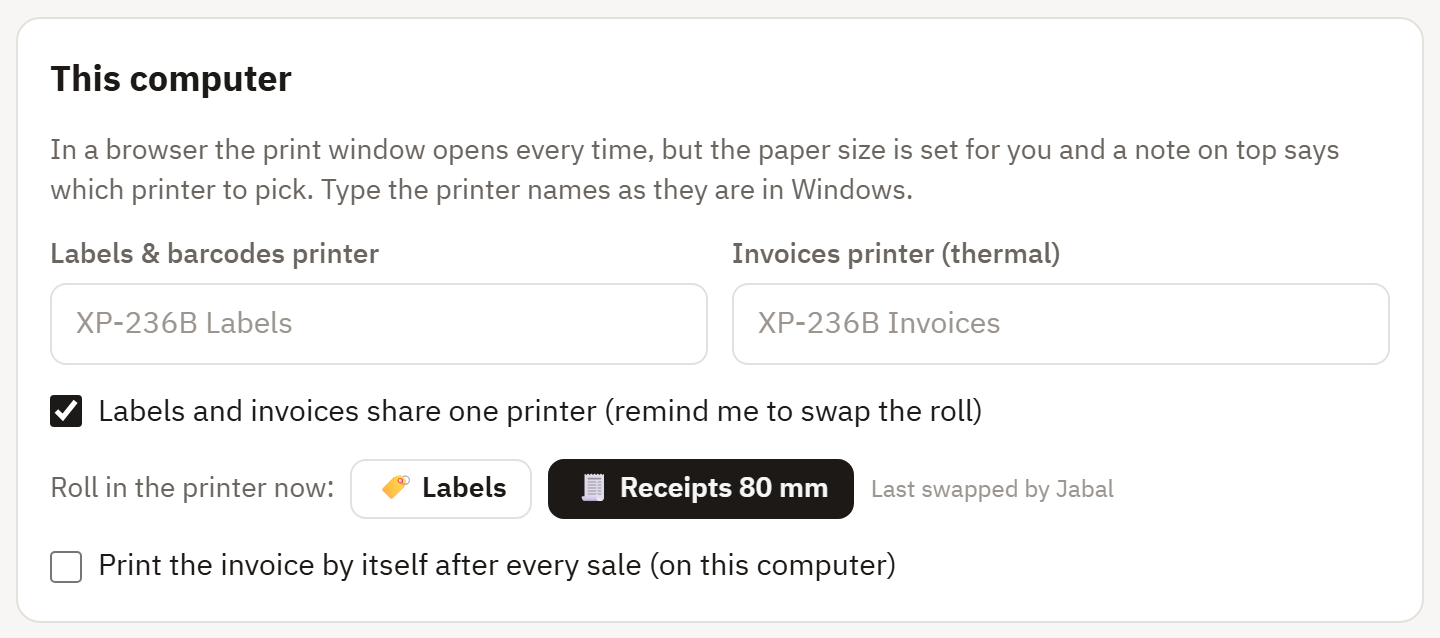 This computer
In a browser the print window opens every time, but the paper size is set for you and a note on top says
which printer to pick. Type the printer names as they are in Windows.
Labels & barcodes printer
Invoices printer (thermal)
XP-236B Labels
XP-236B Invoices
Labels and invoices share one printer (remind me to swap the roll)
Roll in the printer now: 🏷️ Labels 🧾 Receipts 80 mm Last swapped by Jabal
Print the invoice by itself after every sale (on this computer)